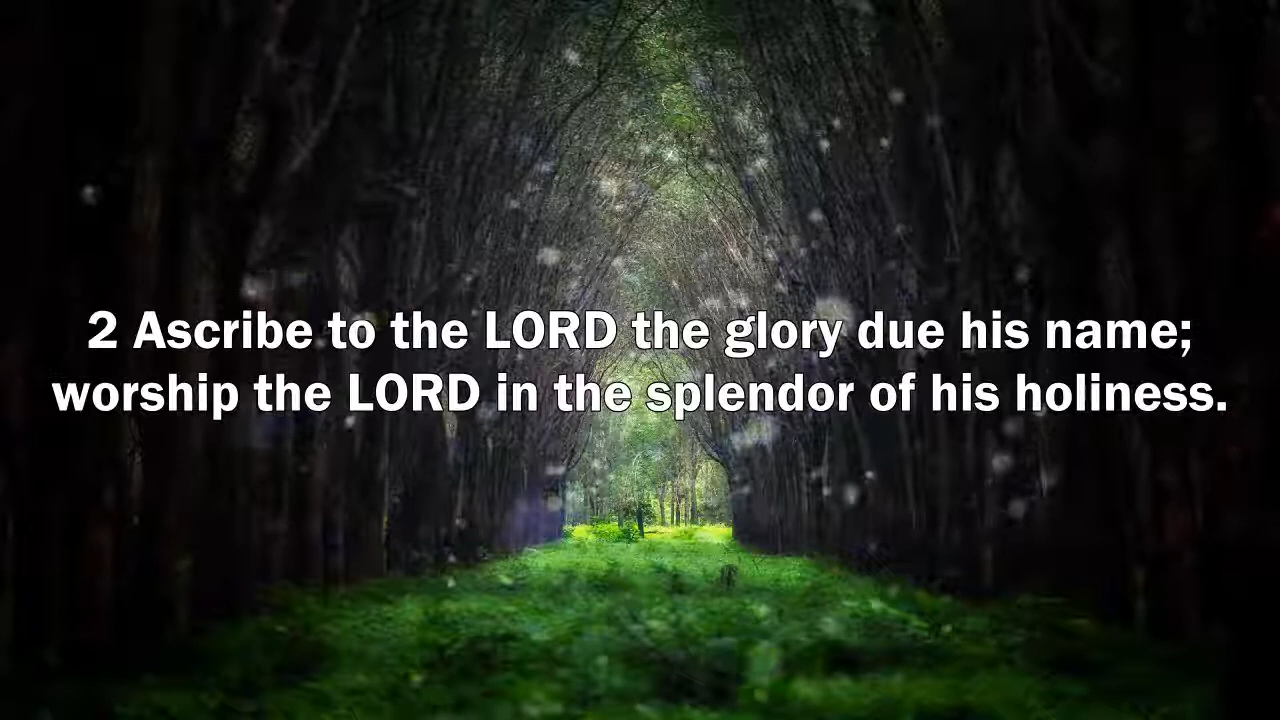 2 Ascribe to the LORD the glory due his name;
worship the LORD in the splendor of his holiness.